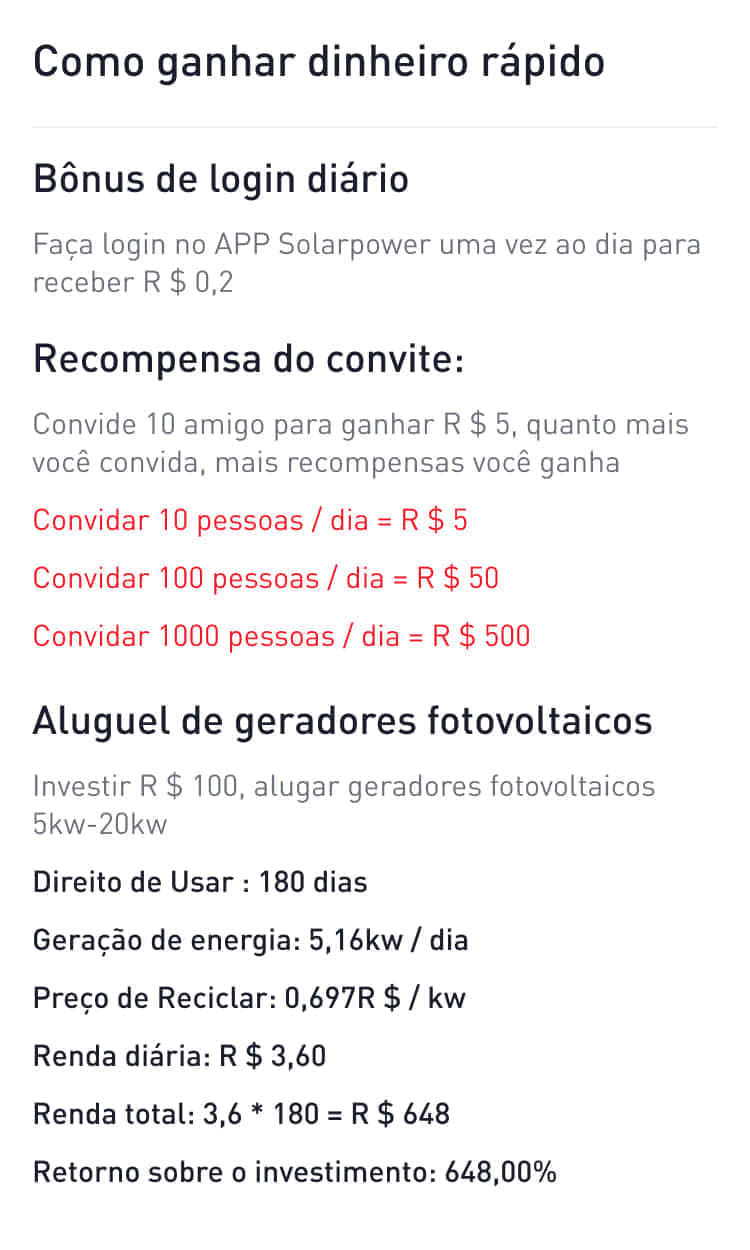 Como ganhar dinheiro rápido
Bônus de login diário
Faça login no APP Solarpower uma vez ao dia para
receber R $ 0,2
Recompensa do convite:
Convide 10 amigo para ganhar R $ 5, quanto mais
você convida, mais recompensas você ganha
Convidar 10 pessoas / dia = R $ 5
Convidar 100 pessoas / dia = R $ 50
Convidar 1000 pessoas / dia = R $ 500
Aluguel de geradores fotovoltaicos
Investir R $ 100, alugar geradores fotovoltaicos
5kw-20kw
Direito de Usar : 180 dias
Geração de energia: 5,16kw / dia
Preço de Reciclar: 0,697R $ / kw
Renda diária: R $ 3,60
Renda total: 3,6 * 180 = R $ 648
Retorno sobre o investimento: 648,00%